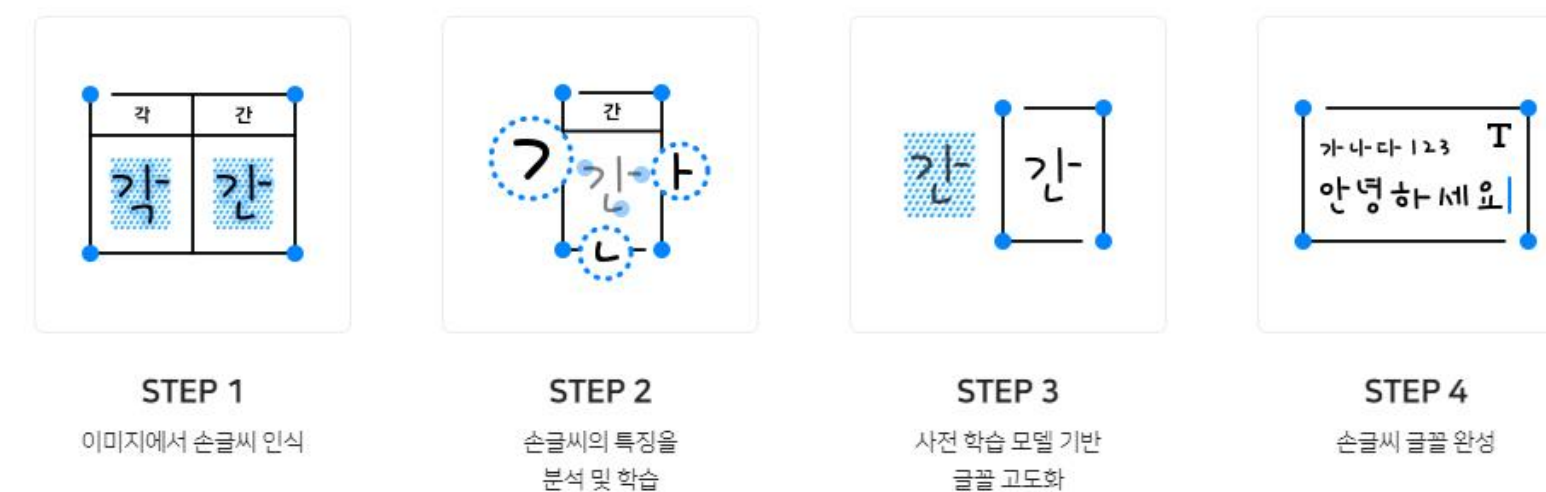 각 간
각 간
간
ㄱ 간 ㅏ
ㄴ
간 간
T
가나다123
안녕하세요
STEP 1
이미지에서 손글씨 인식
STEP 2
손글씨의 특징을
분석 및 학습
STEP 3
사전 학습 모델 기반
글꼴 고도화
STEP 4
손글씨 글꼴 완성